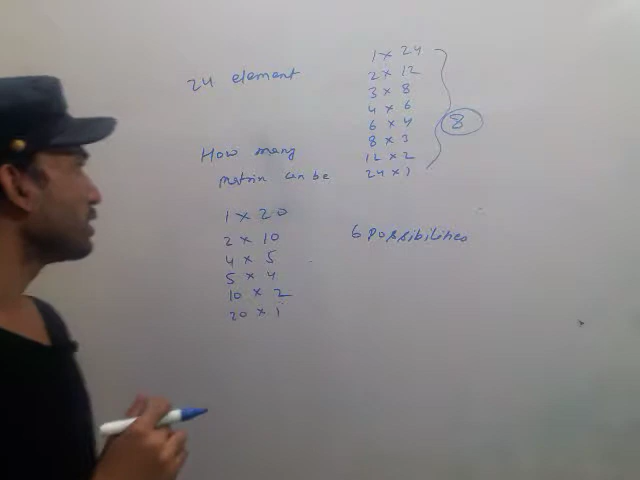 24 element
1 x 24
2 x 12
3 x 8
4 x 6
6 x 4
8 x 3
12 x 2
24 x 1
8
How many
matrix can be
1 x 20
2 x 10
4 x 5
5 x 4
10 x 2
20 x 1
6 possibilities